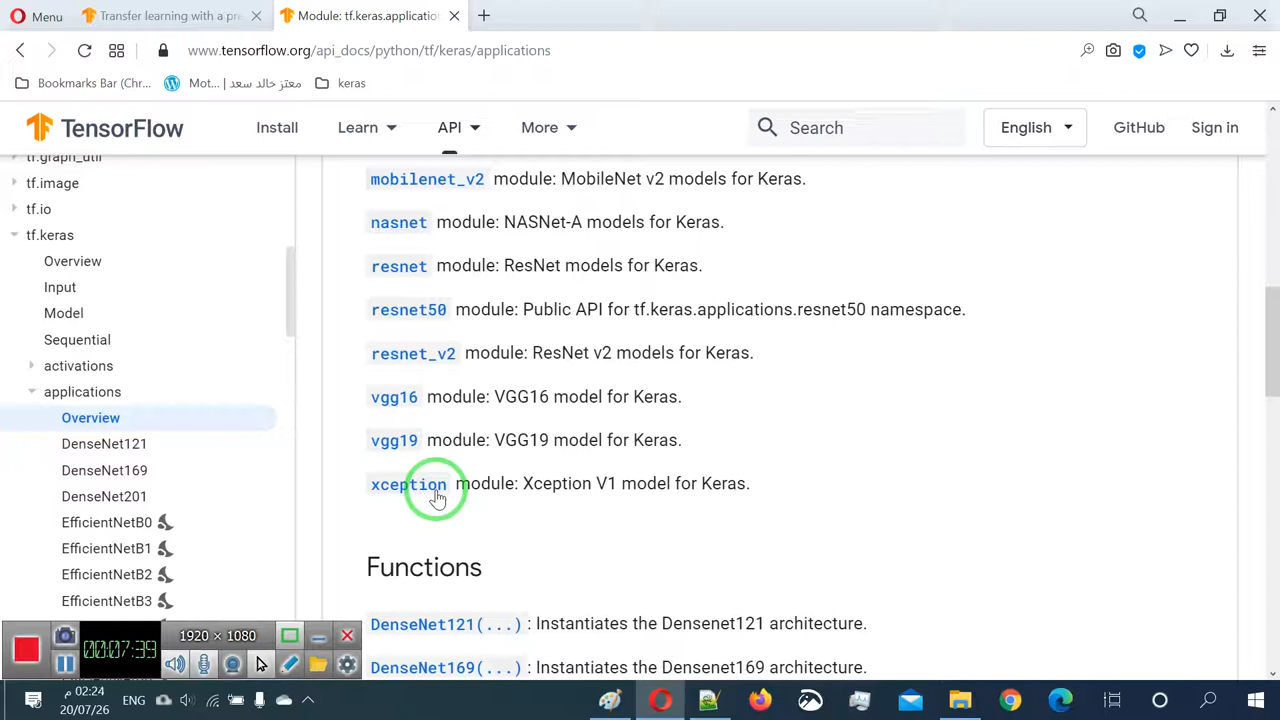 Menu
Transfer learning with a pre
Module: tf.keras.applicatio
www.tensorflow.org/api_docs/python/tf/keras/applications
Bookmarks Bar (Chr...
Mot... | معتز خالد سعد
keras
TensorFlow
Install
Learn
API
More
Search
English
GitHub
Sign in
tf.graph_util
tf.image
tf.io
tf.keras
Overview
Input
Model
Sequential
activations
applications
Overview
DenseNet121
DenseNet169
DenseNet201
EfficientNetB0
EfficientNetB1
EfficientNetB2
EfficientNetB3
mobilenet_v2 module: MobileNet v2 models for Keras.
nasnet module: NASNet-A models for Keras.
resnet module: ResNet models for Keras.
resnet50 module: Public API for tf.keras.applications.resnet50 namespace.
resnet_v2 module: ResNet v2 models for Keras.
vgg16 module: VGG16 model for Keras.
vgg19 module: VGG19 model for Keras.
xception module: Xception V1 model for Keras.
Functions
DenseNet121(...) : Instantiates the Densenet121 architecture.
DenseNet169(...) : Instantiates the Densenet169 architecture.
00:07:39
1920 × 1080
02:24 م
20/07/26
ENG